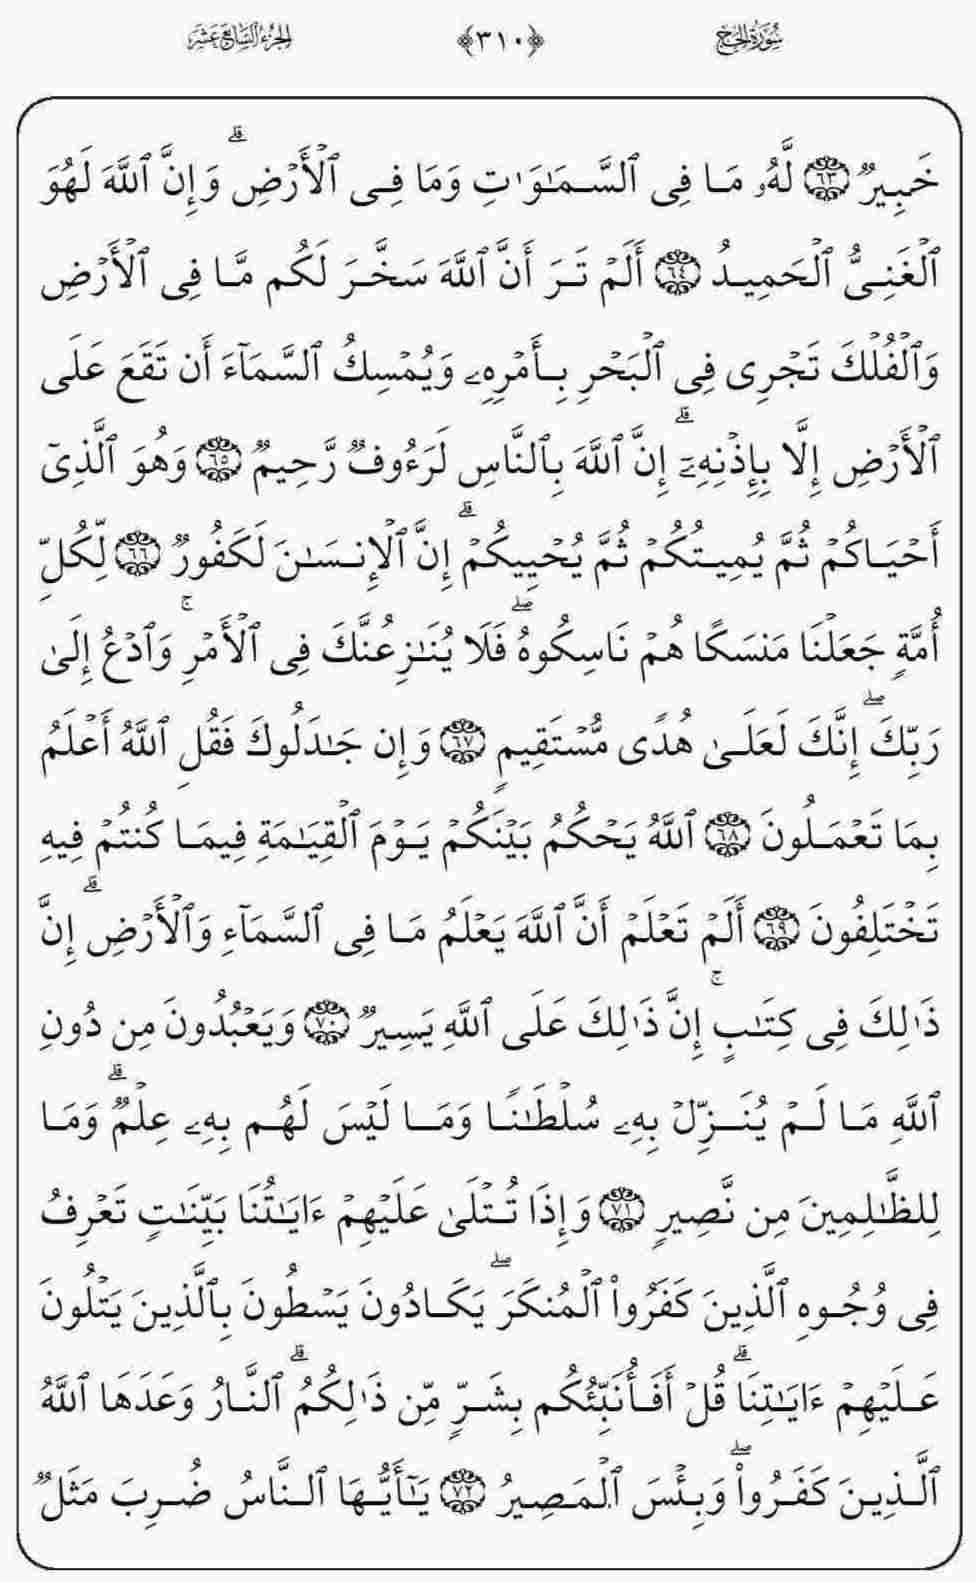 سُورَةُ الحَجّ ﴿٣١٠﴾ الجُزءُ السَّابِعَ عَشَرَ
خَبِيرٌ ٦٣ لَّهُۥ مَا فِى ٱلسَّمَـٰوَٰتِ وَمَا فِى ٱلْأَرْضِ ۗ وَإِنَّ ٱللَّهَ لَهُوَ
ٱلْغَنِىُّ ٱلْحَمِيدُ ٦٤ أَلَمْ تَرَ أَنَّ ٱللَّهَ سَخَّرَ لَكُم مَّا فِى ٱلْأَرْضِ
وَٱلْفُلْكَ تَجْرِى فِى ٱلْبَحْرِ بِأَمْرِهِۦ وَيُمْسِكُ ٱلسَّمَآءَ أَن تَقَعَ عَلَى
ٱلْأَرْضِ إِلَّا بِإِذْنِهِۦٓ ۗ إِنَّ ٱللَّهَ بِٱلنَّاسِ لَرَءُوفٌ رَّحِيمٌ ٦٥ وَهُوَ ٱلَّذِىٓ
أَحْيَاكُمْ ثُمَّ يُمِيتُكُمْ ثُمَّ يُحْيِيكُمْ ۗ إِنَّ ٱلْإِنسَـٰنَ لَكَفُورٌ ٦٦ لِّكُلِّ
أُمَّةٍ جَعَلْنَا مَنسَكًا هُمْ نَاسِكُوهُ ۖ فَلَا يُنَـٰزِعُنَّكَ فِى ٱلْأَمْرِ ۚ وَٱدْعُ إِلَىٰ
رَبِّكَ ۖ إِنَّكَ لَعَلَىٰ هُدًى مُّسْتَقِيمٍ ٦٧ وَإِن جَـٰدَلُوكَ فَقُلِ ٱللَّهُ أَعْلَمُ
بِمَا تَعْمَلُونَ ٦٨ ٱللَّهُ يَحْكُمُ بَيْنَكُمْ يَوْمَ ٱلْقِيَـٰمَةِ فِيمَا كُنتُمْ فِيهِ
تَخْتَلِفُونَ ٦٩ أَلَمْ تَعْلَمْ أَنَّ ٱللَّهَ يَعْلَمُ مَا فِى ٱلسَّمَآءِ وَٱلْأَرْضِ ۗ إِنَّ
ذَٰلِكَ فِى كِتَـٰبٍ ۚ إِنَّ ذَٰلِكَ عَلَى ٱللَّهِ يَسِيرٌ ٧٠ وَيَعْبُدُونَ مِن دُونِ
ٱللَّهِ مَا لَمْ يُنَزِّلْ بِهِۦ سُلْطَـٰنًا وَمَا لَيْسَ لَهُم بِهِۦ عِلْمٌ ۗ وَمَا
لِلظَّـٰلِمِينَ مِن نَّصِيرٍ ٧١ وَإِذَا تُتْلَىٰ عَلَيْهِمْ ءَايَـٰتُنَا بَيِّنَـٰتٍ تَعْرِفُ
فِى وُجُوهِ ٱلَّذِينَ كَفَرُوا۟ ٱلْمُنكَرَ ۖ يَكَادُونَ يَسْطُونَ بِٱلَّذِينَ يَتْلُونَ
عَلَيْهِمْ ءَايَـٰتِنَا ۗ قُلْ أَفَأُنَبِّئُكُم بِشَرٍّ مِّن ذَٰلِكُمُ ۗ ٱلنَّارُ وَعَدَهَا ٱللَّهُ
ٱلَّذِينَ كَفَرُوا۟ ۖ وَبِئْسَ ٱلْمَصِيرُ ٧٢ يَـٰٓأَيُّهَا ٱلنَّاسُ ضُرِبَ مَثَلٌ